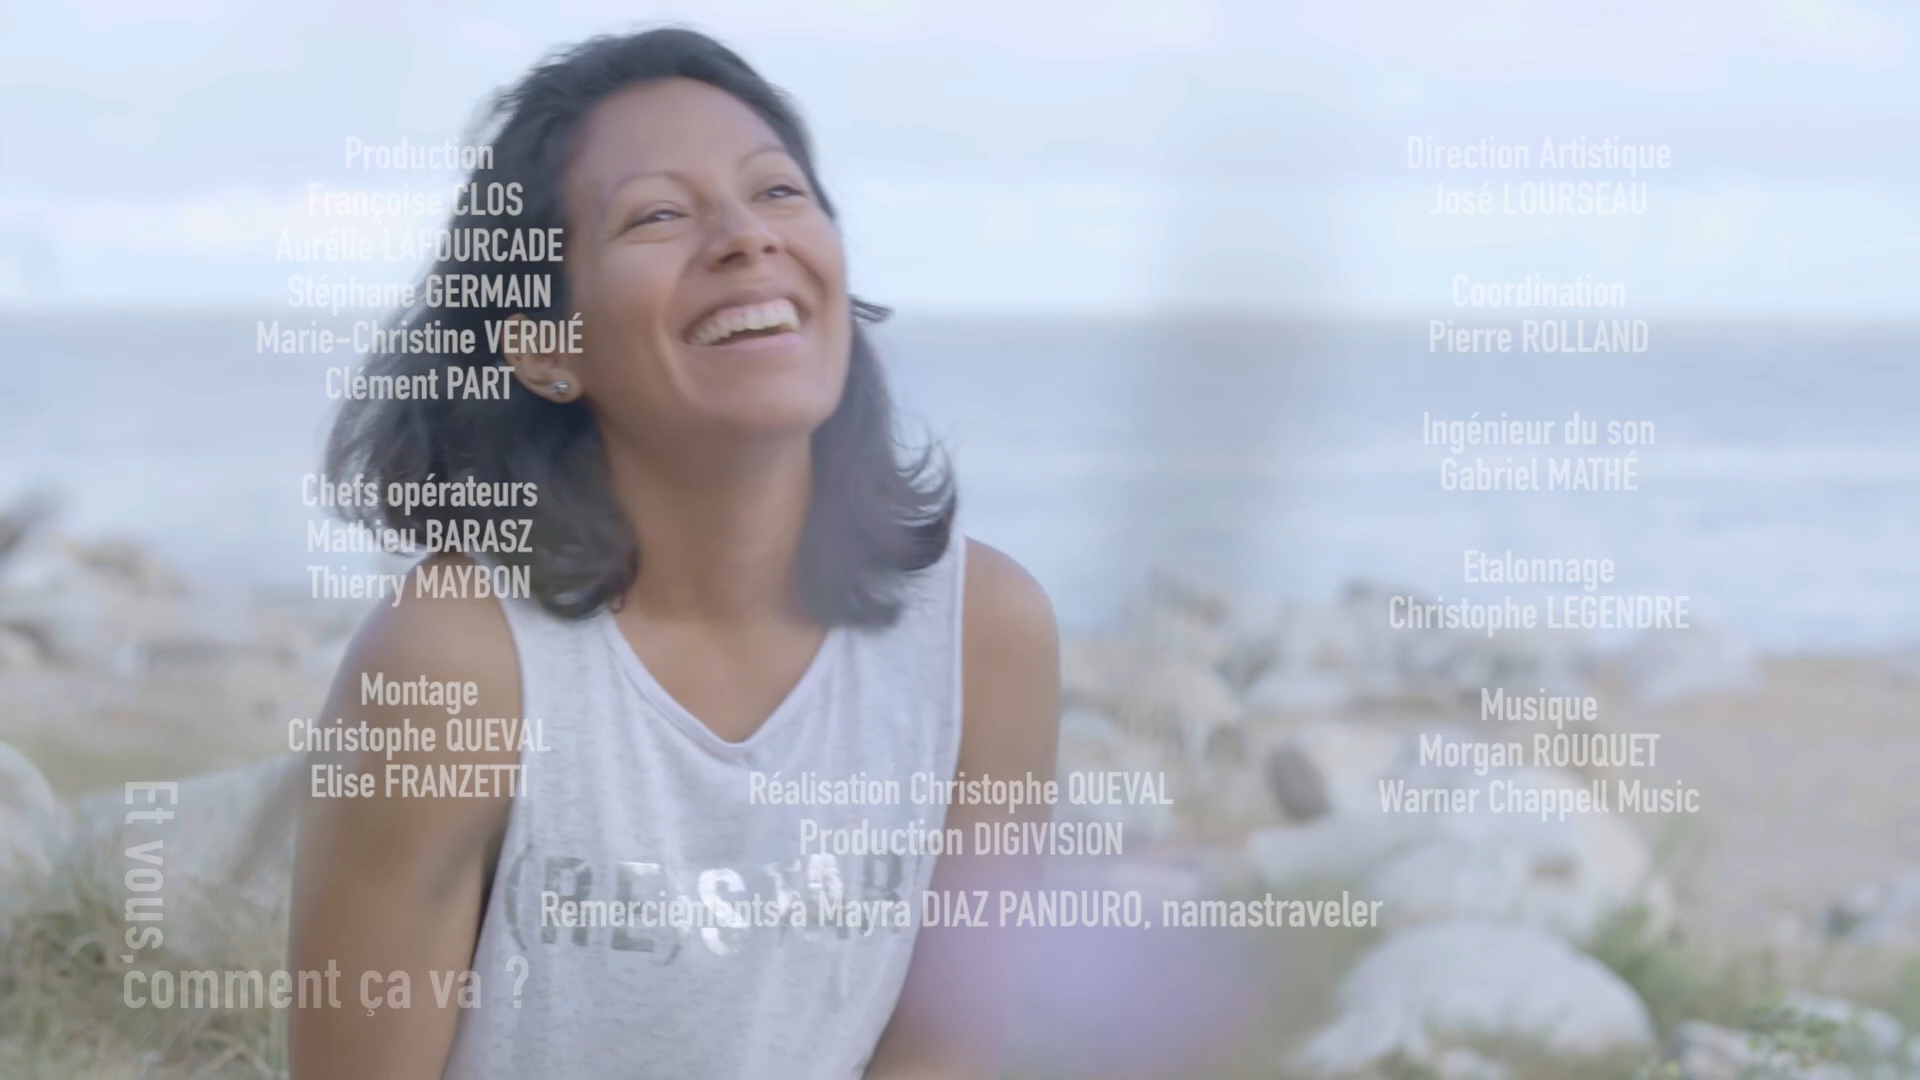 Production
Françoise CLOS
Aurélie LAFOURCADE
Stéphane GERMAIN
Marie-Christine VERDIÉ
Clément PART
Chefs opérateurs
Mathieu BARASZ
Thierry MAYBON
Montage
Christophe QUEVAL
Elise FRANZETTI
Direction Artistique
José LOURSEAU
Coordination
Pierre ROLLAND
Ingénieur du son
Gabriel MATHÉ
Etalonnage
Christophe LEGENDRE
Musique
Morgan ROUQUET
Warner Chappell Music
Réalisation Christophe QUEVAL
Production DIGIVISION
Remerciements à Mayra DIAZ PANDURO, namastraveler
Et vous,
comment ça va ?